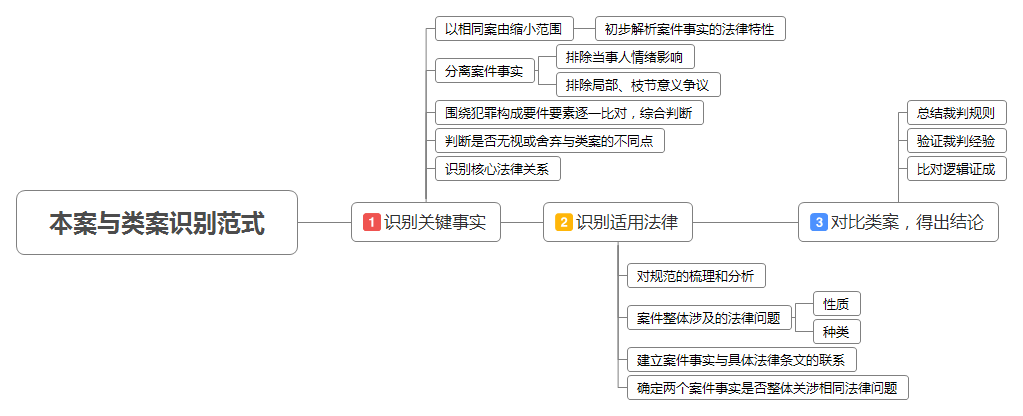 以相同案由缩小范围
初步解析案件事实的法律特性
分离案件事实
排除当事人情绪影响
排除局部、枝节意义争议
围绕犯罪构成要件要素逐一比对，综合判断
判断是否无视或舍弃与类案的不同点
识别核心法律关系
总结裁判规则
验证裁判经验
比对逻辑证成
本案与类案识别范式
1 识别关键事实
2 识别适用法律
3 对比类案，得出结论
对规范的梳理和分析
案件整体涉及的法律问题
性质
种类
建立案件事实与具体法律条文的联系
确定两个案件事实是否整体关涉相同法律问题